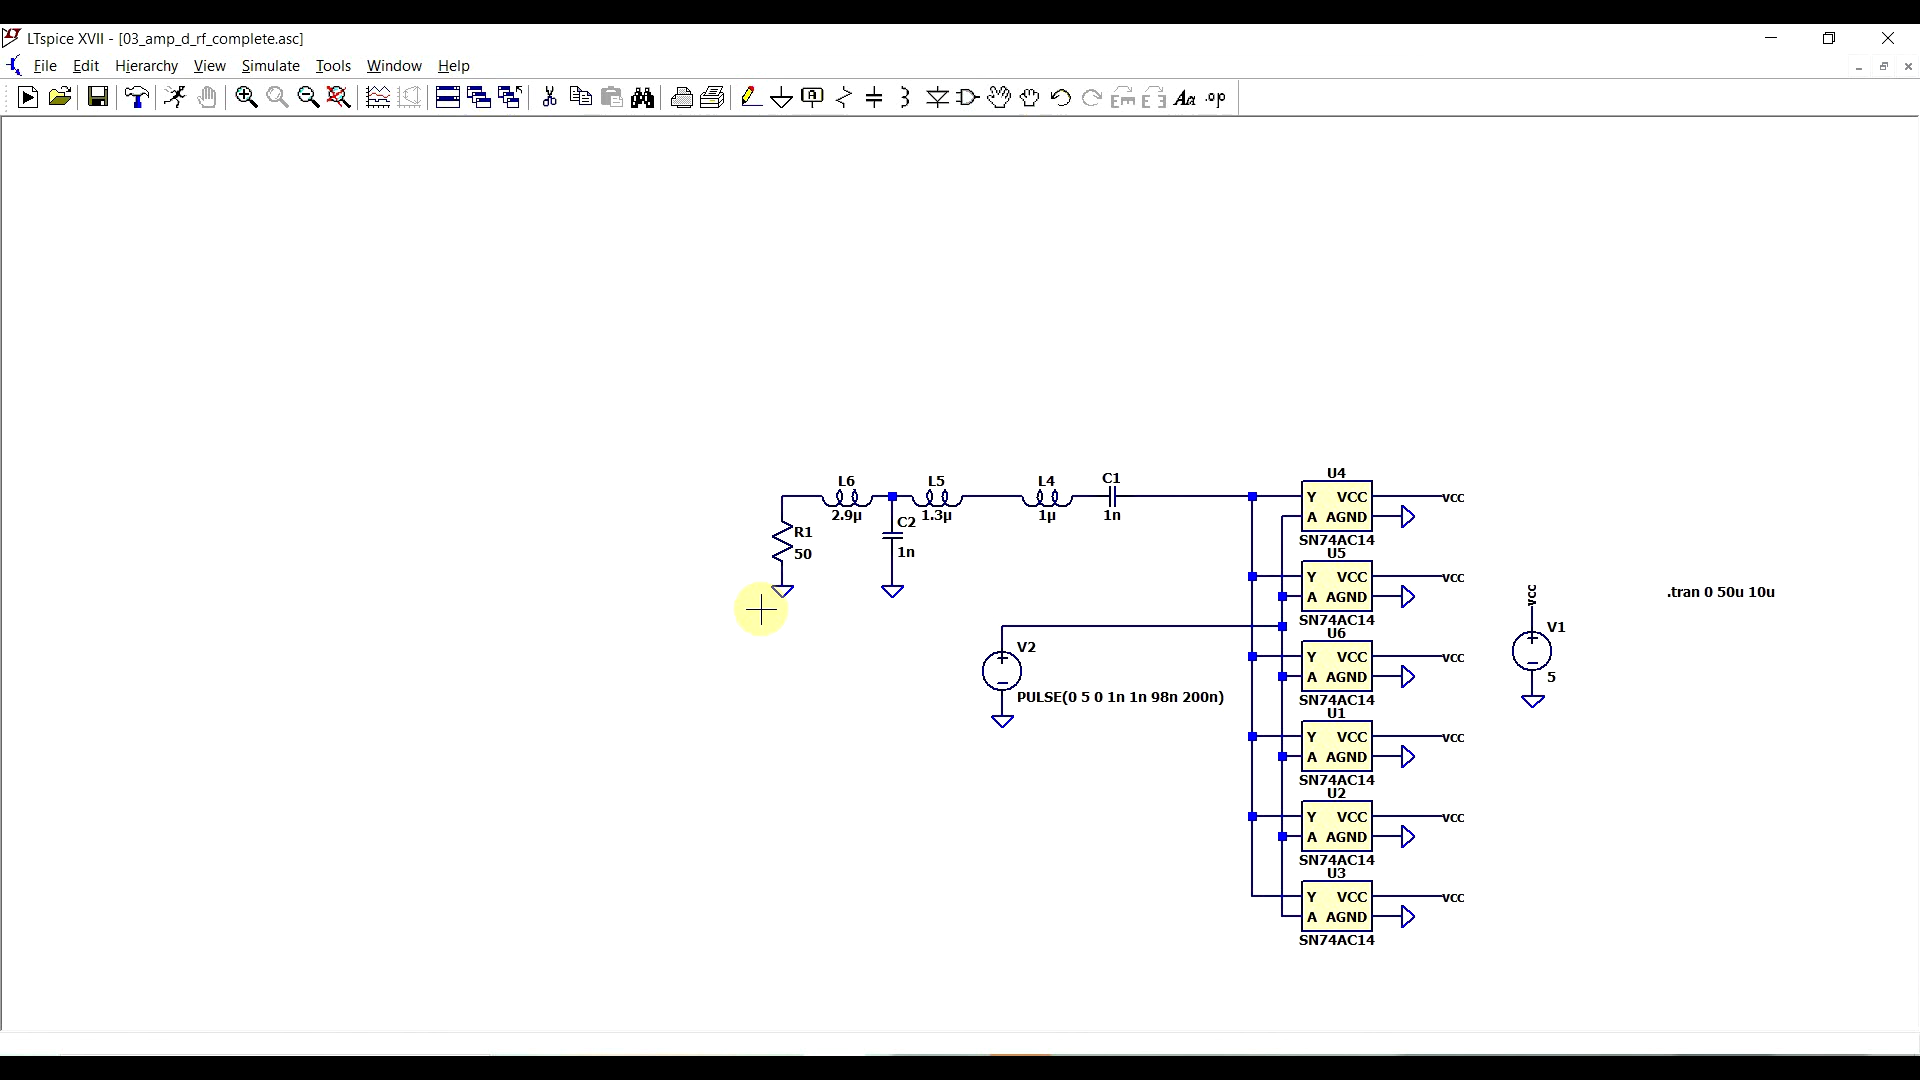 LTspice XVII - [03_amp_d_rf_complete.asc]
File Edit Hierarchy View Simulate Tools Window Help
A Aa .op
U4
L6 L5 L4 C1
Y VCC VCC
2.9µ 1.3µ 1µ 1n
A AGND
C2
R1
SN74AC14
50 1n
U5
Y VCC VCC
A AGND
.tran 0 50u 10u
VCC
SN74AC14
V1
U6
V2
Y VCC VCC
A AGND
5
PULSE(0 5 0 1n 1n 98n 200n)
SN74AC14
U1
Y VCC VCC
A AGND
SN74AC14
U2
Y VCC VCC
A AGND
SN74AC14
U3
Y VCC VCC
A AGND
SN74AC14